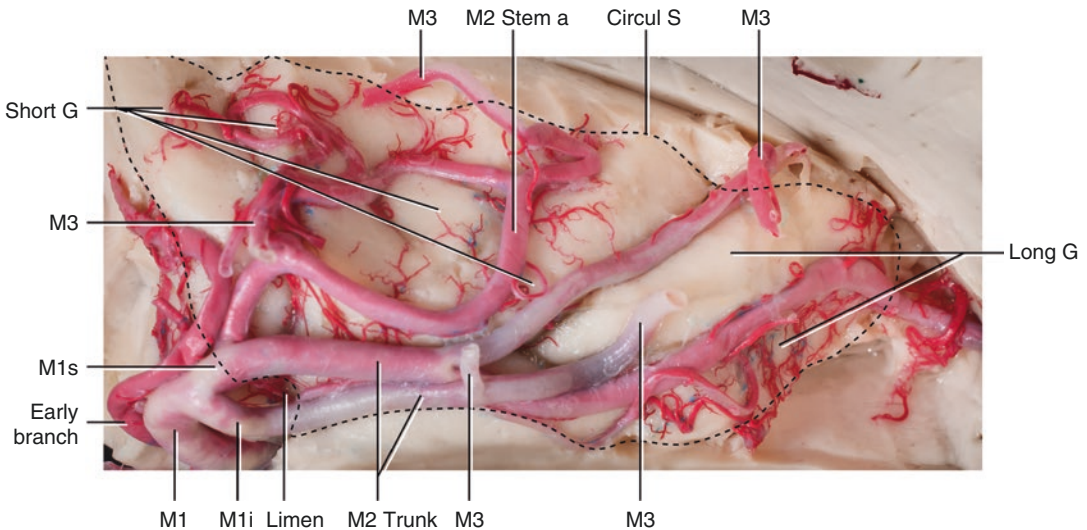 M3 M2 Stem a Circul S M3
Short G
M3
Long G
M1s
Early
branch
M1 M1i Limen M2 Trunk M3 M3